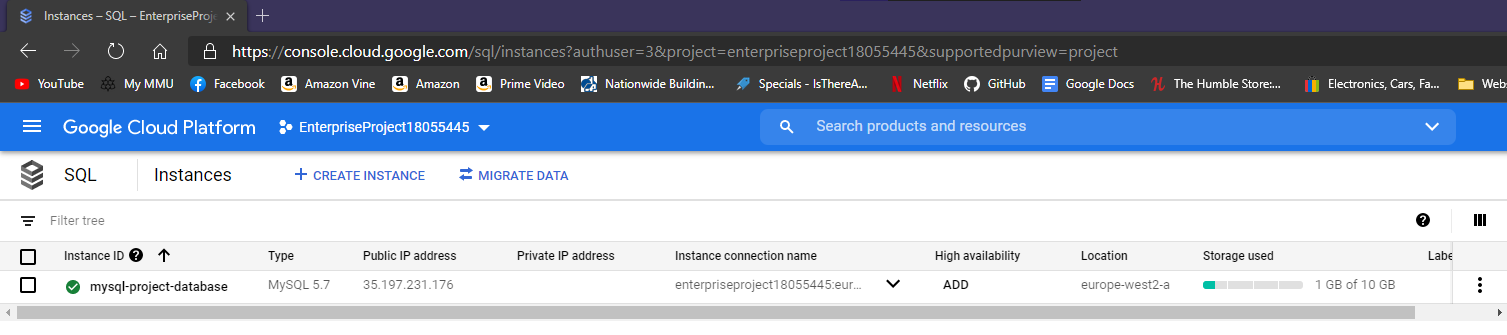 Instances – SQL – EnterpriseProje
https://console.cloud.google.com/sql/instances?authuser=3&project=enterpriseproject18055445&supportedpurview=project
YouTube My MMU Facebook Amazon Vine Amazon Prime Video Nationwide Buildin... Specials - IsThereA... Netflix GitHub Google Docs The Humble Store:... Electronics, Cars, Fa... Webs
Google Cloud Platform EnterpriseProject18055445 Search products and resources
SQL Instances CREATE INSTANCE MIGRATE DATA
Filter tree
Instance ID Type Public IP address Private IP address Instance connection name High availability Location Storage used Labe
mysql-project-database MySQL 5.7 35.197.231.176 enterpriseproject18055445:eur... ADD europe-west2-a 1 GB of 10 GB